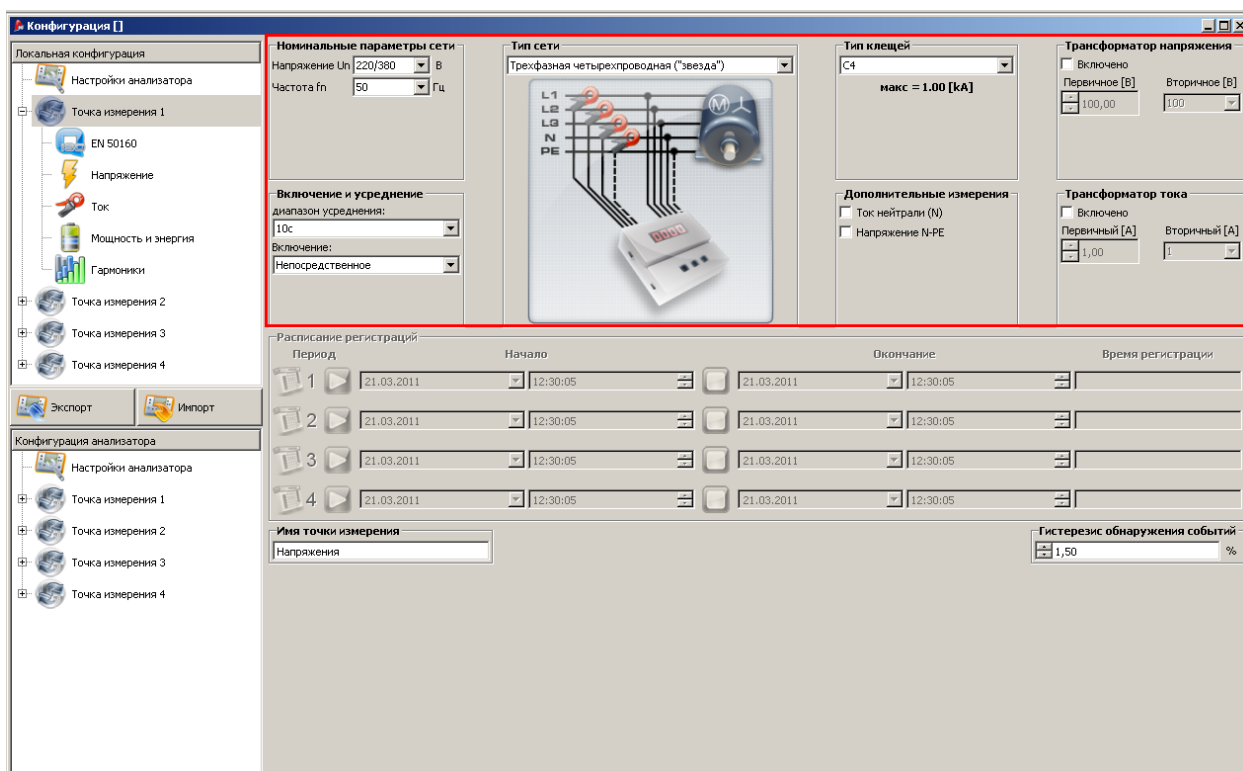 Конфигурация []
Локальная конфигурация
Настройки анализатора
Точка измерения 1
EN 50160
Напряжение
Ток
Мощность и энергия
Гармоники
Точка измерения 2
Точка измерения 3
Точка измерения 4
Экспорт
Импорт
Конфигурация анализатора
Настройки анализатора
Точка измерения 1
Точка измерения 2
Точка измерения 3
Точка измерения 4
Номинальные параметры сети
Напряжение Un 220/380 В
Частота fn 50 Гц
Включение и усреднение
диапазон усреднения:
10с
Включение:
Непосредственное
Тип сети
Трехфазная четырехпроводная ("звезда")
L1
L2
L3
N
PE
M
Тип клещей
C4
макс = 1.00 [kA]
Дополнительные измерения
Ток нейтрали (N)
Напряжение N-PE
Трансформатор напряжения
Включено
Первичное [В] Вторичное [В]
100,00 100
Трансформатор тока
Включено
Первичный [А] Вторичный [А]
1,00 1
Расписание регистраций
Период Начало Окончание Время регистрации
1 21.03.2011 12:30:05 21.03.2011 12:30:05
2 21.03.2011 12:30:05 21.03.2011 12:30:05
3 21.03.2011 12:30:05 21.03.2011 12:30:05
4 21.03.2011 12:30:05 21.03.2011 12:30:05
Имя точки измерения
Напряжения
Гистерезис обнаружения событий
1,50 %